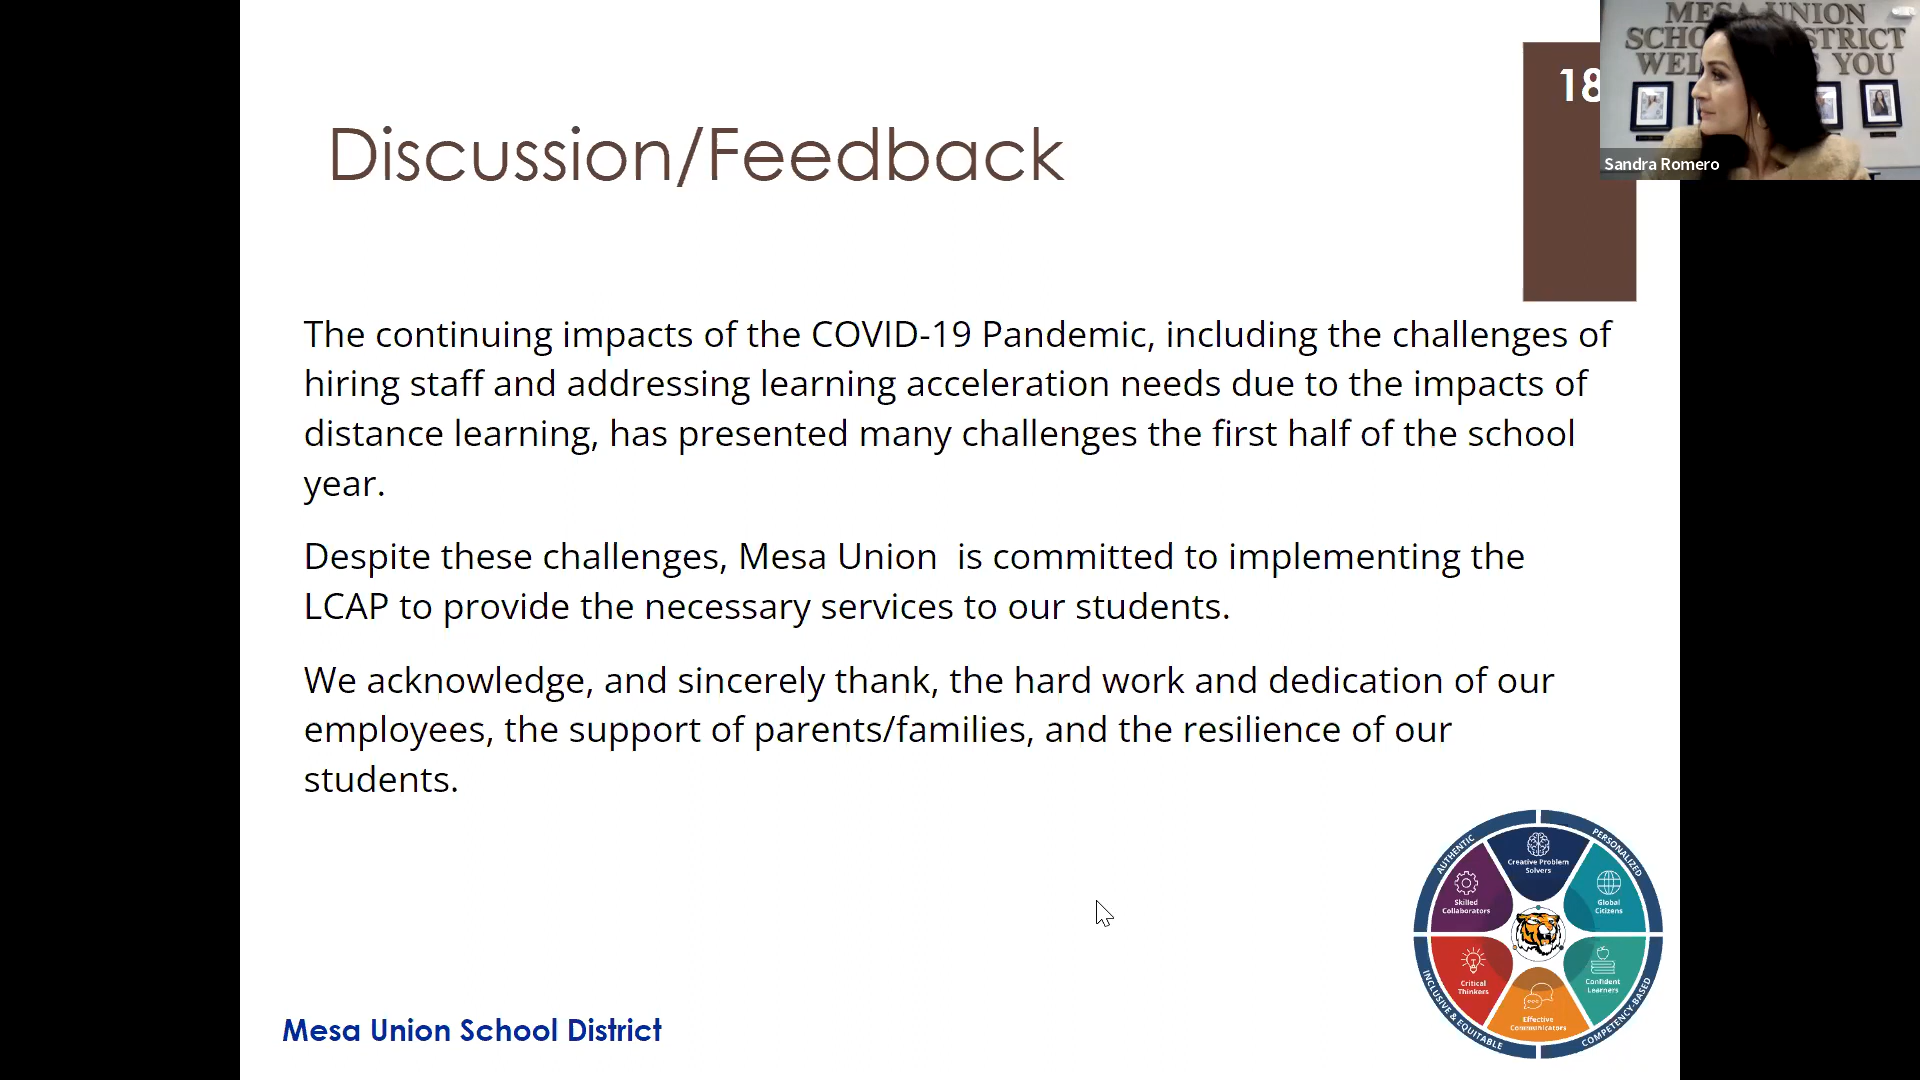 18
Discussion/Feedback
The continuing impacts of the COVID-19 Pandemic, including the challenges of
hiring staff and addressing learning acceleration needs due to the impacts of
distance learning, has presented many challenges the first half of the school
year.
Despite these challenges, Mesa Union  is committed to implementing the
LCAP to provide the necessary services to our students.
We acknowledge, and sincerely thank, the hard work and dedication of our
employees, the support of parents/families, and the resilience of our
students.
Mesa Union School District
AUTHENTIC
PERSONALIZED
Creative Problem
Solvers
Skilled
Collaborators
Global
Citizens
Critical
Thinkers
Confident
Learners
Effective
Communicators
INCLUSIVE & EQUITABLE
COMPETENCY-BASED
MESA UNION
YOU
Sandra Romero